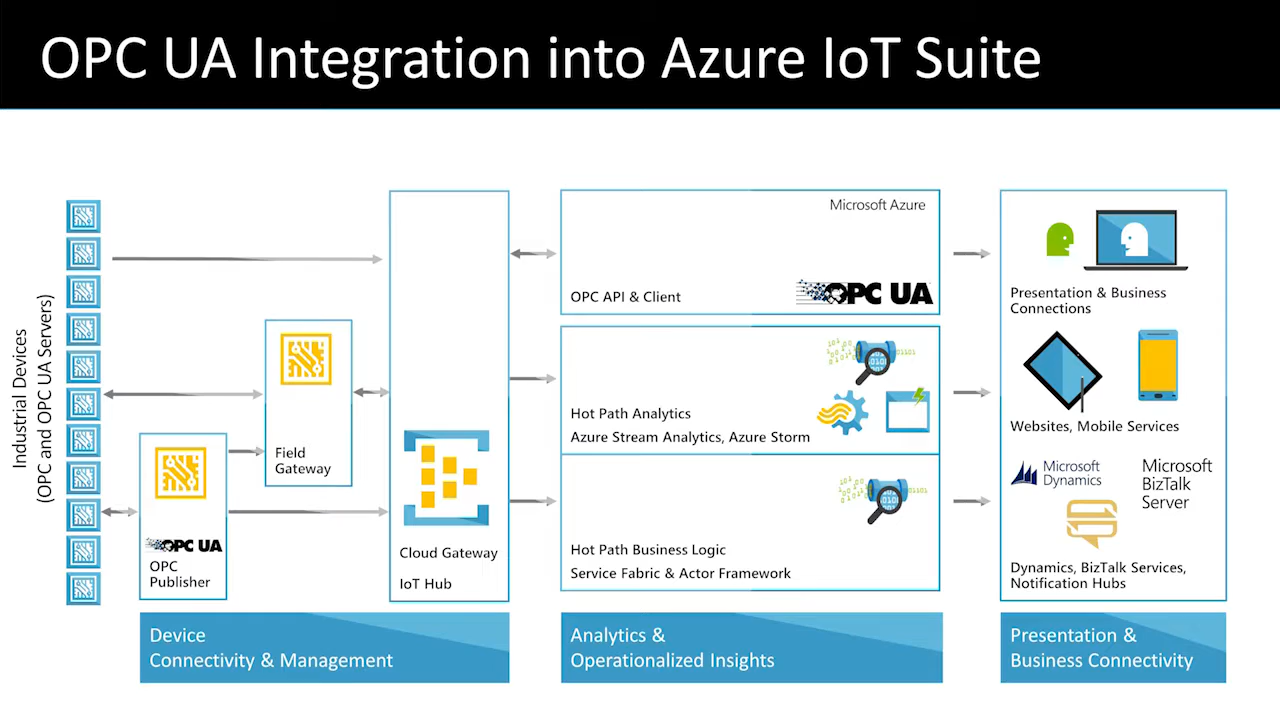 OPC UA Integration into Azure IoT Suite
Industrial Devices
(OPC and OPC UA Servers)
OPC UA
OPC
Publisher
Field
Gateway
Cloud Gateway
IoT Hub
Device
Connectivity & Management
Microsoft Azure
OPC API & Client
OPC UA
Hot Path Analytics
Azure Stream Analytics, Azure Storm
Hot Path Business Logic
Service Fabric & Actor Framework
Analytics &
Operationalized Insights
Presentation & Business
Connections
Websites, Mobile Services
Microsoft
Dynamics
Microsoft
BizTalk
Server
Dynamics, BizTalk Services,
Notification Hubs
Presentation &
Business Connectivity